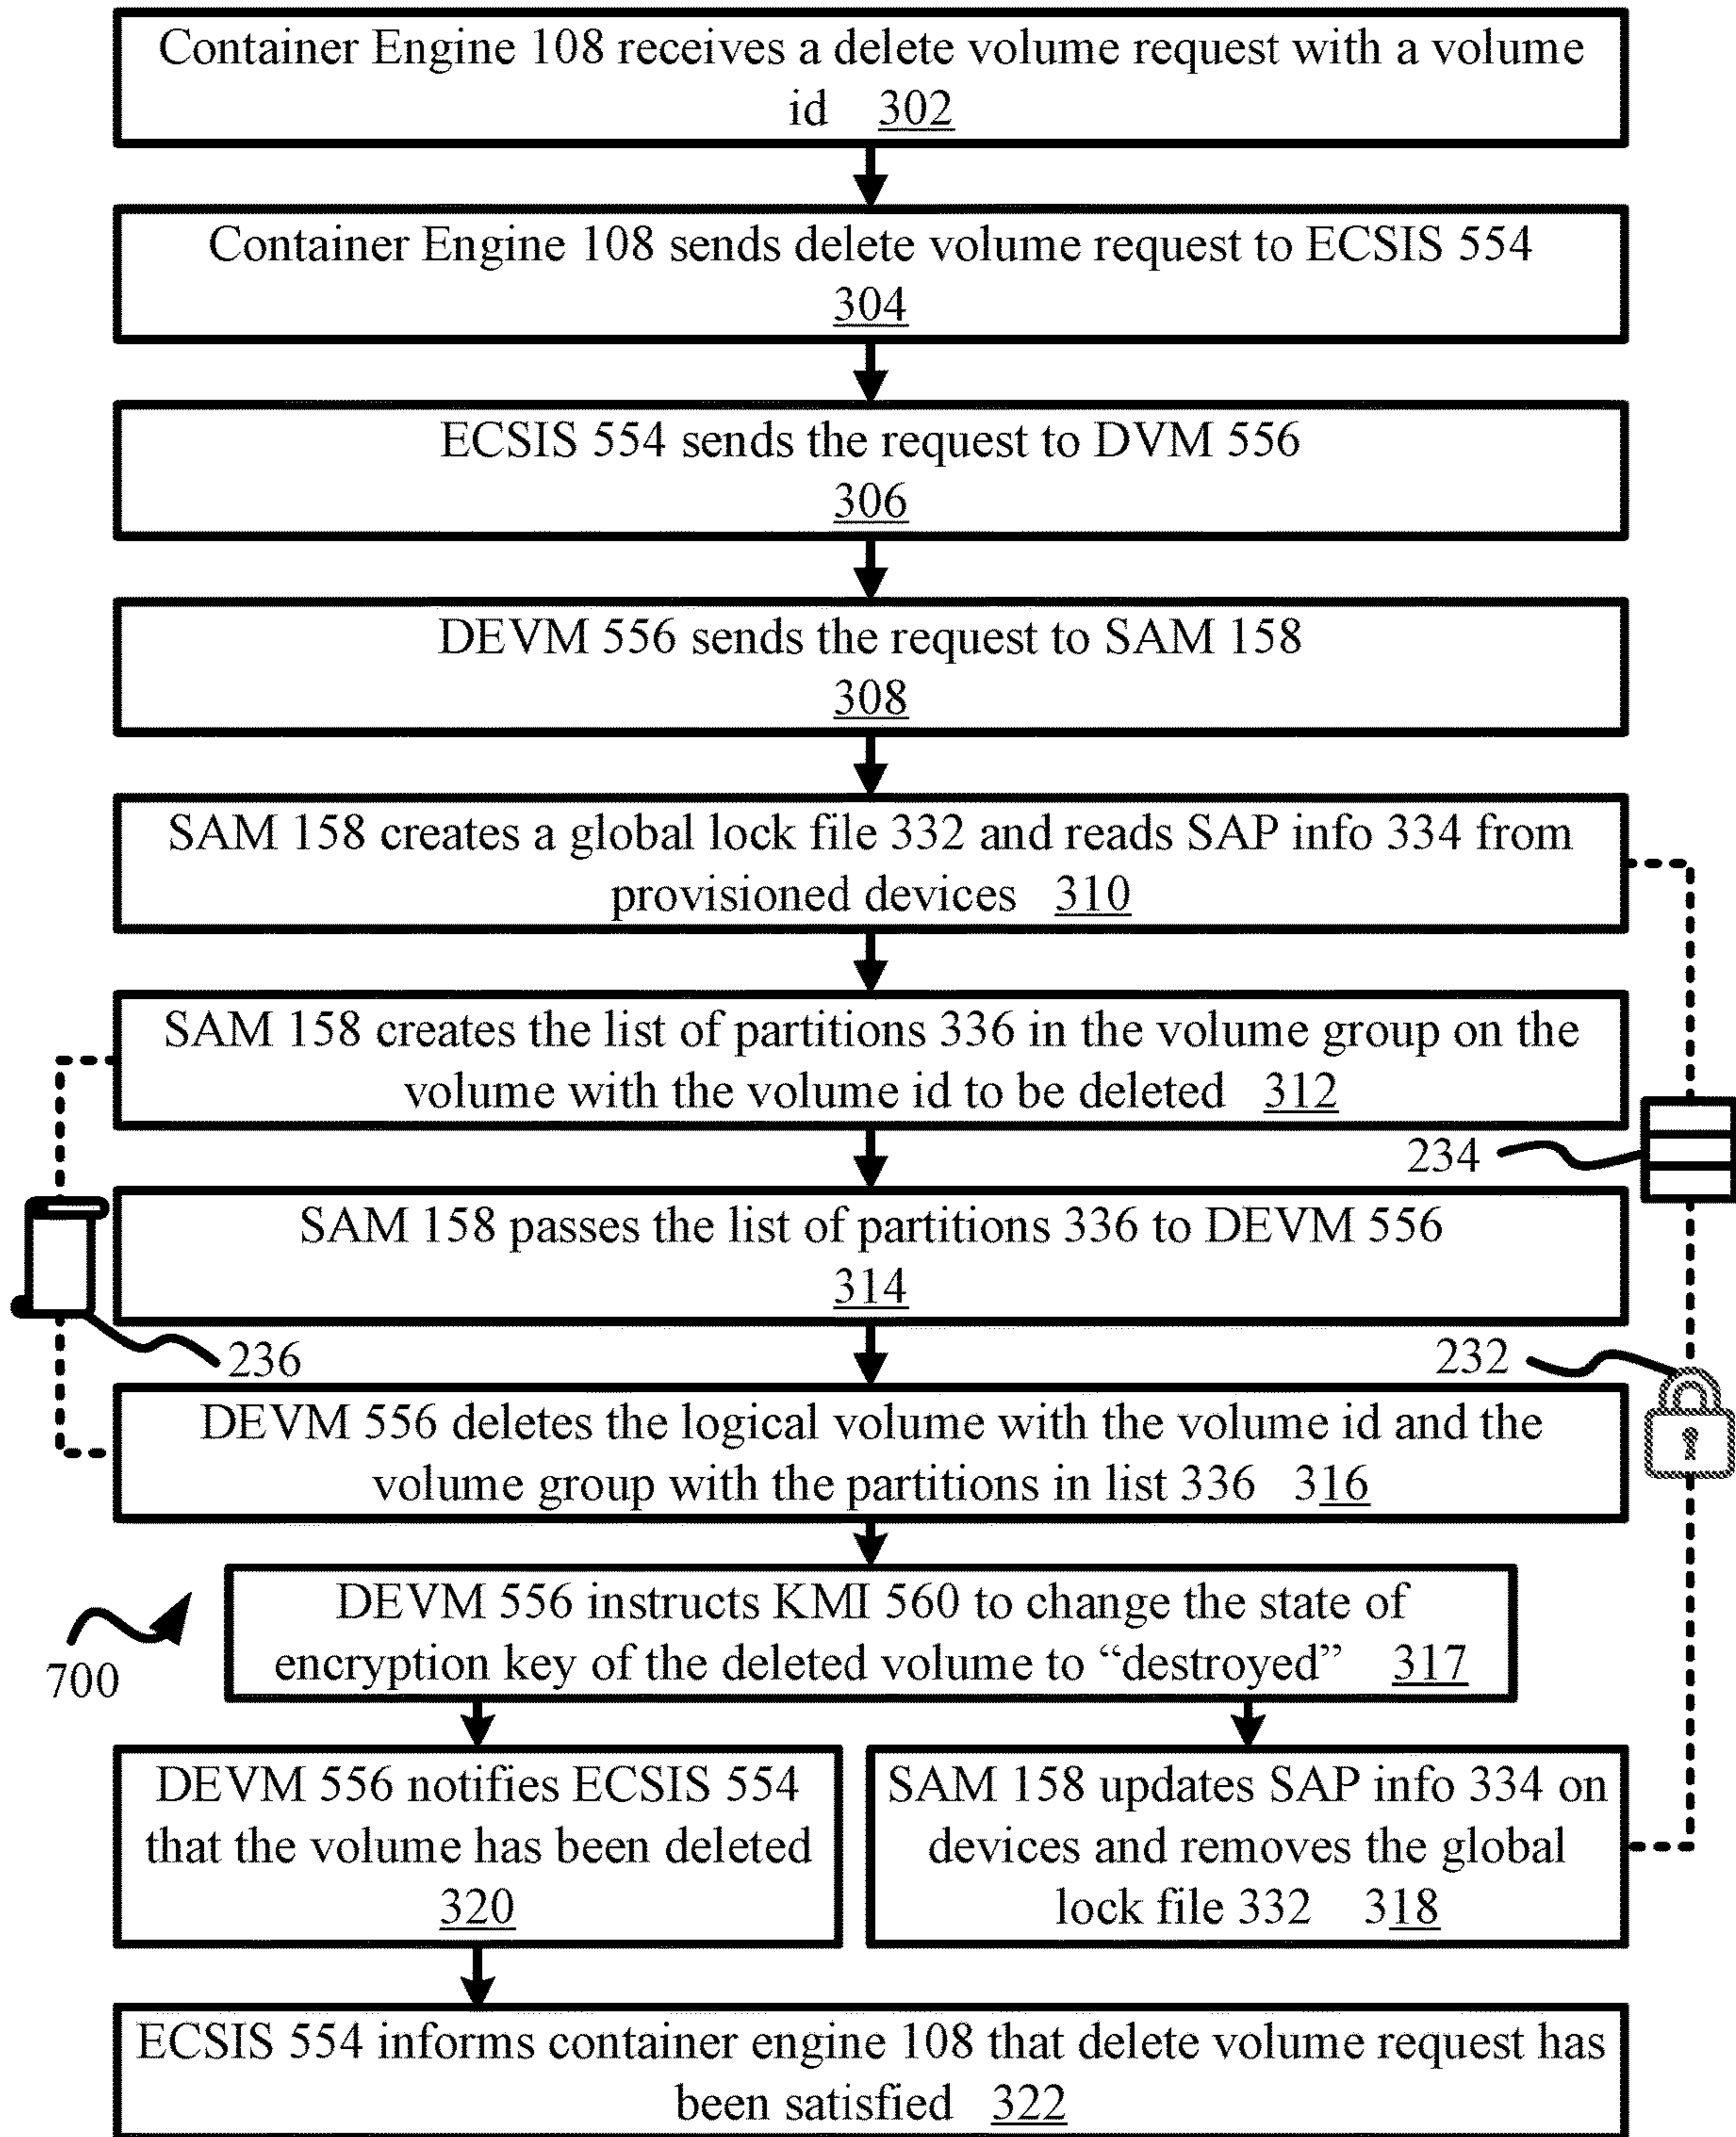 Container Engine 108 receives a delete volume request with a volume
id 302
Container Engine 108 sends delete volume request to ECSIS 554
304
ECSIS 554 sends the request to DVM 556
306
DEVM 556 sends the request to SAM 158
308
SAM 158 creates a global lock file 332 and reads SAP info 334 from
provisioned devices 310
SAM 158 creates the list of partitions 336 in the volume group on the
volume with the volume id to be deleted 312
234
SAM 158 passes the list of partitions 336 to DEVM 556
314
236
232
DEVM 556 deletes the logical volume with the volume id and the
volume group with the partitions in list 336 316
DEVM 556 instructs KMI 560 to change the state of
encryption key of the deleted volume to “destroyed” 317
700
DEVM 556 notifies ECSIS 554
that the volume has been deleted
320
SAM 158 updates SAP info 334 on
devices and removes the global
lock file 332 318
ECSIS 554 informs container engine 108 that delete volume request has
been satisfied 322